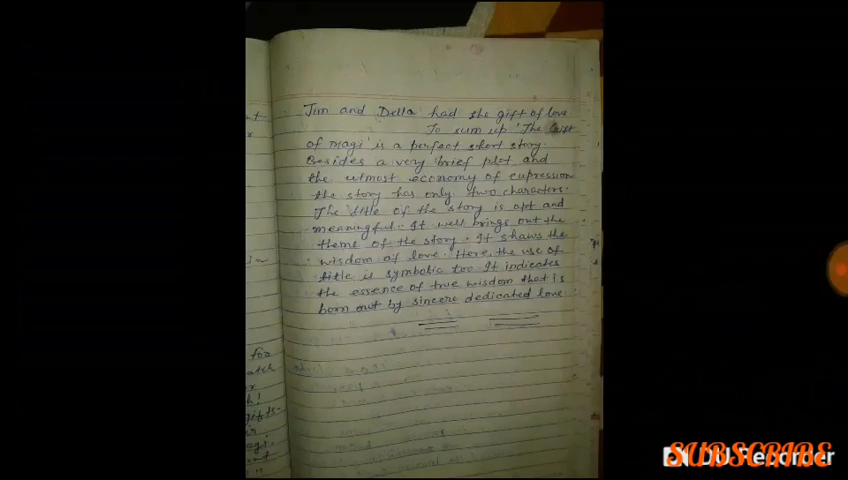 Jim and Della had the gift of love
To sum up 'The Gift
of magi' is a perfect short story.
Besides a very brief plot and
the utmost economy of eupression
the story has only two characters.
The title of the story is apt and
meaningful. It well brings out the
theme of the story. It shaws the
wisdom of love. Here, the use of
title is symbolic too It indicates
the essence of true wisdom that is
born out by sincere dedicated love.
for
gifts.
SUBSCRIBE
DU Recorder